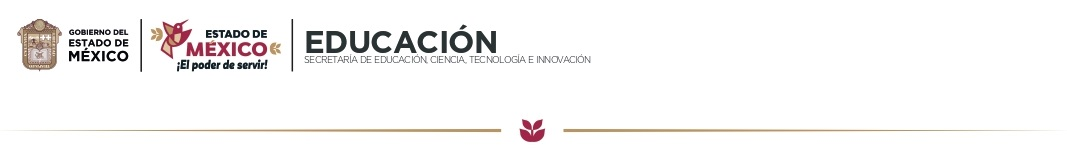 GOBIERNO DEL
ESTADO DE
MÉXICO
ESTADO DE
MÉXICO
¡El poder de servir!
EDUCACIÓN
SECRETARÍA DE EDUCACIÓN, CIENCIA, TECNOLOGÍA E INNOVACIÓN